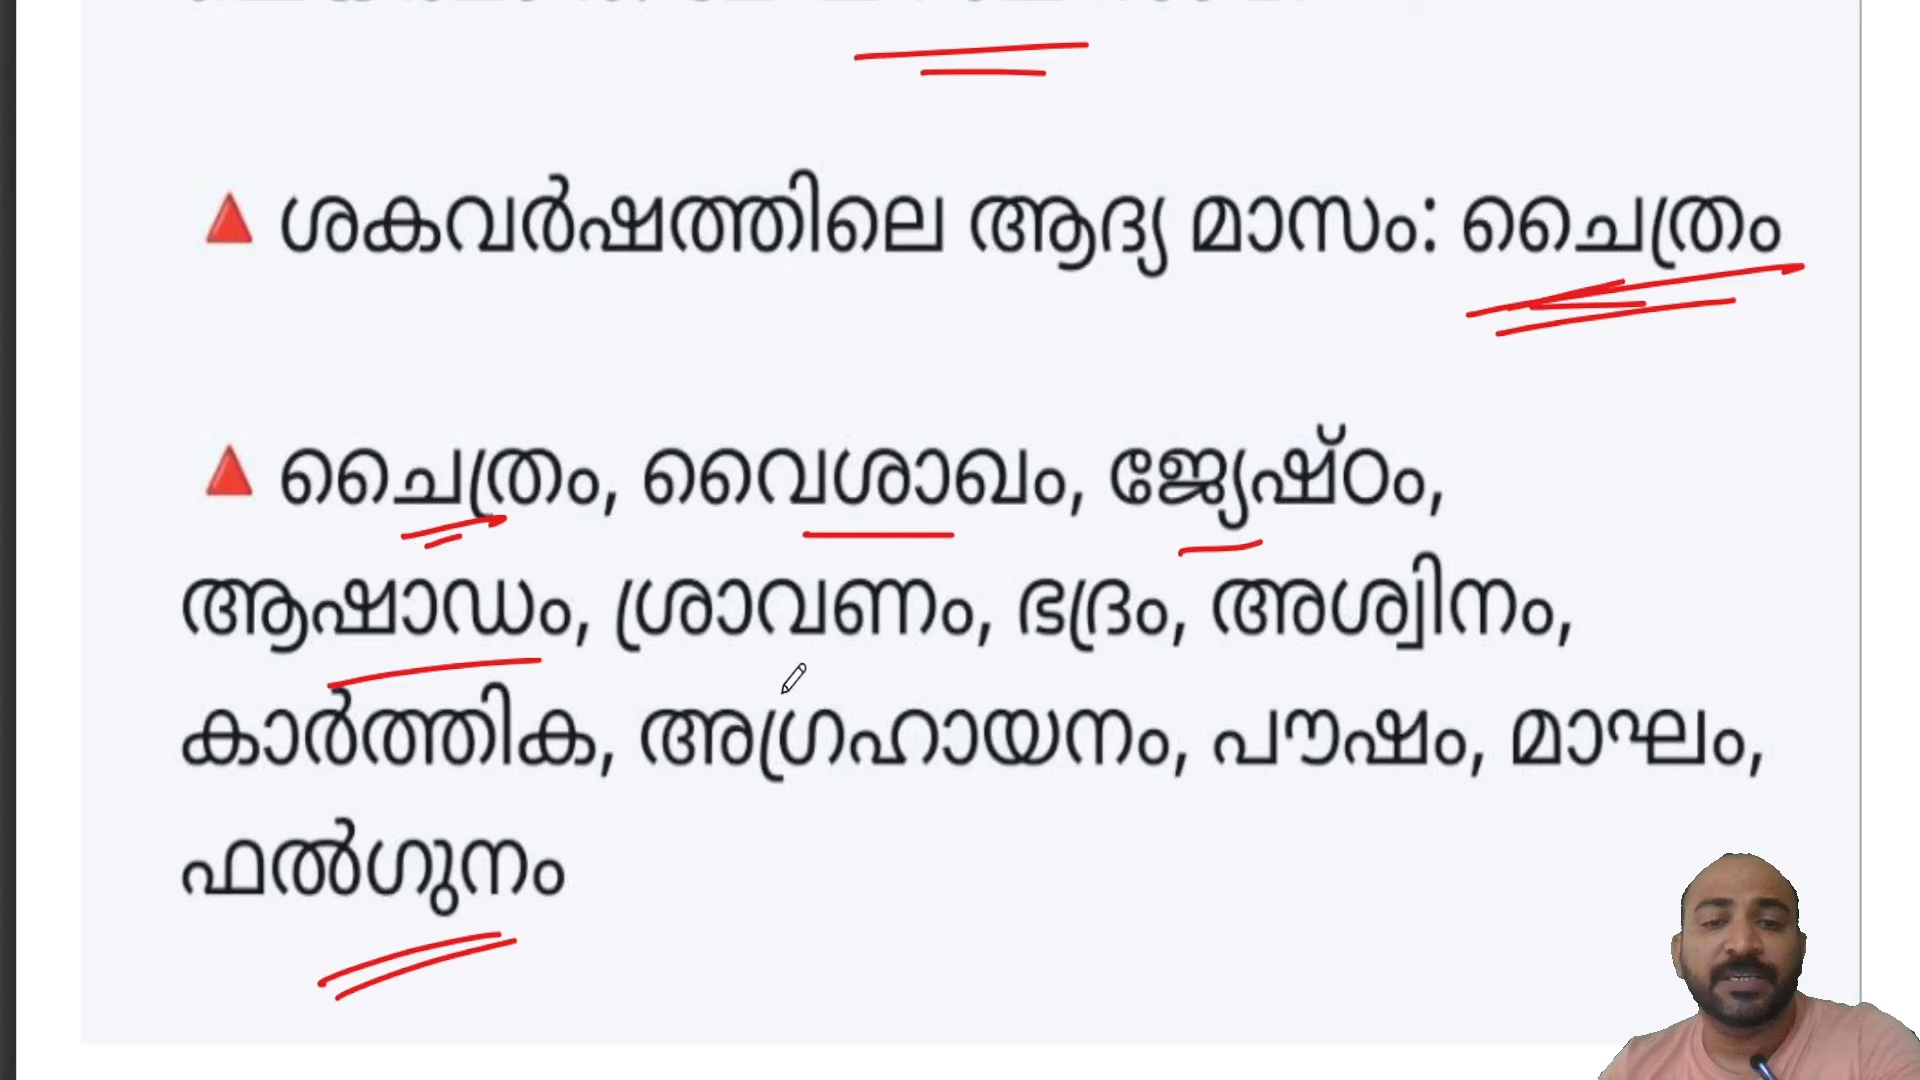 🔺ശകവർഷത്തിലെ ആദ്യ മാസം: ചൈത്രം
🔺ചൈത്രം, വൈശാഖം, ജ്യേഷ്ഠം,
ആഷാഡം, ശ്രാവണം, ഭദ്രം, അശ്വിനം,
കാർത്തിക, അഗ്രഹായനം, പൗഷം, മാഘം,
ഫൽഗുനം